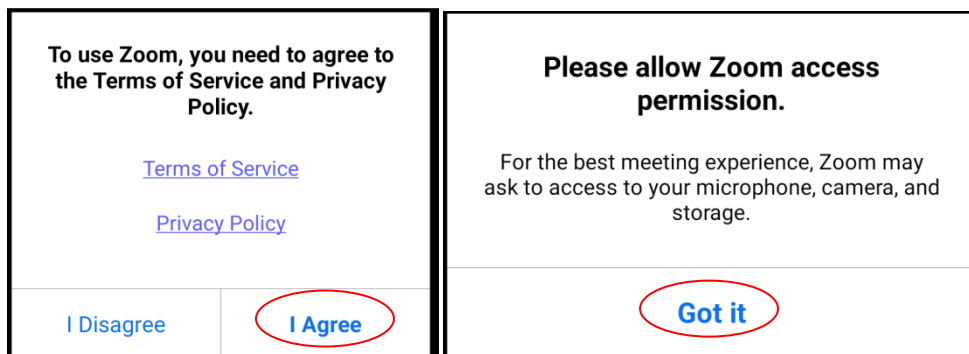 To use Zoom, you need to agree to
the Terms of Service and Privacy
Policy.
Terms of Service
Privacy Policy
I Disagree
I Agree
Please allow Zoom access
permission.
For the best meeting experience, Zoom may
ask to access to your microphone, camera, and
storage.
Got it